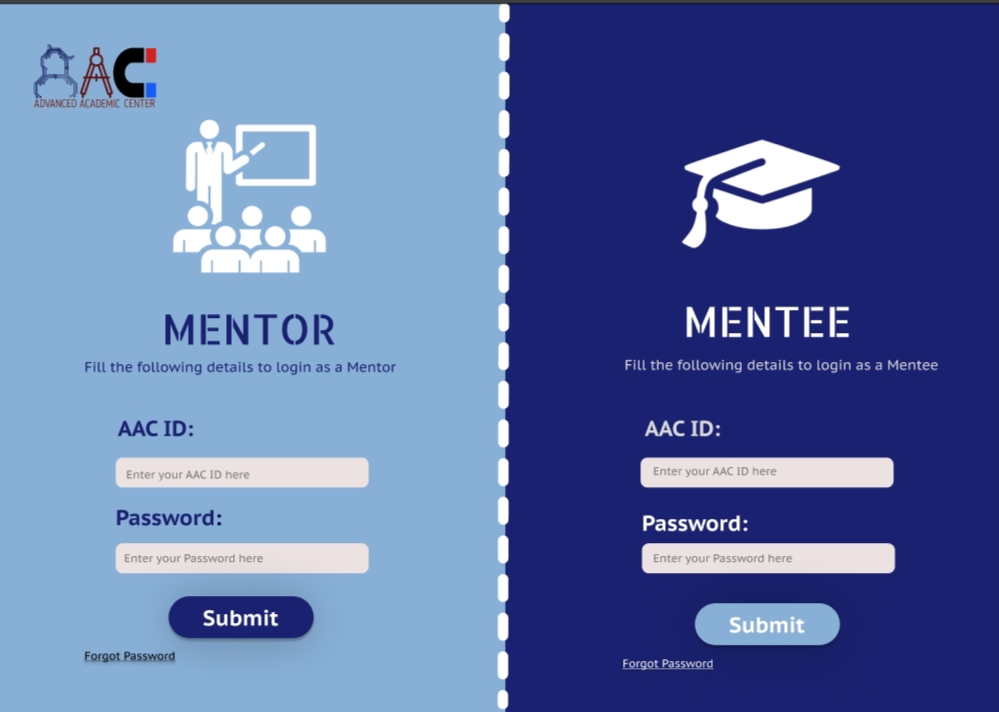 AAC
ADVANCED ACADEMIC CENTER
MENTOR
Fill the following details to login as a Mentor
AAC ID:
Enter your AAC ID here
Password:
Enter your Password here
Submit
Forgot Password
MENTEE
Fill the following details to login as a Mentee
AAC ID:
Enter your AAC ID here
Password:
Enter your Password here
Submit
Forgot Password